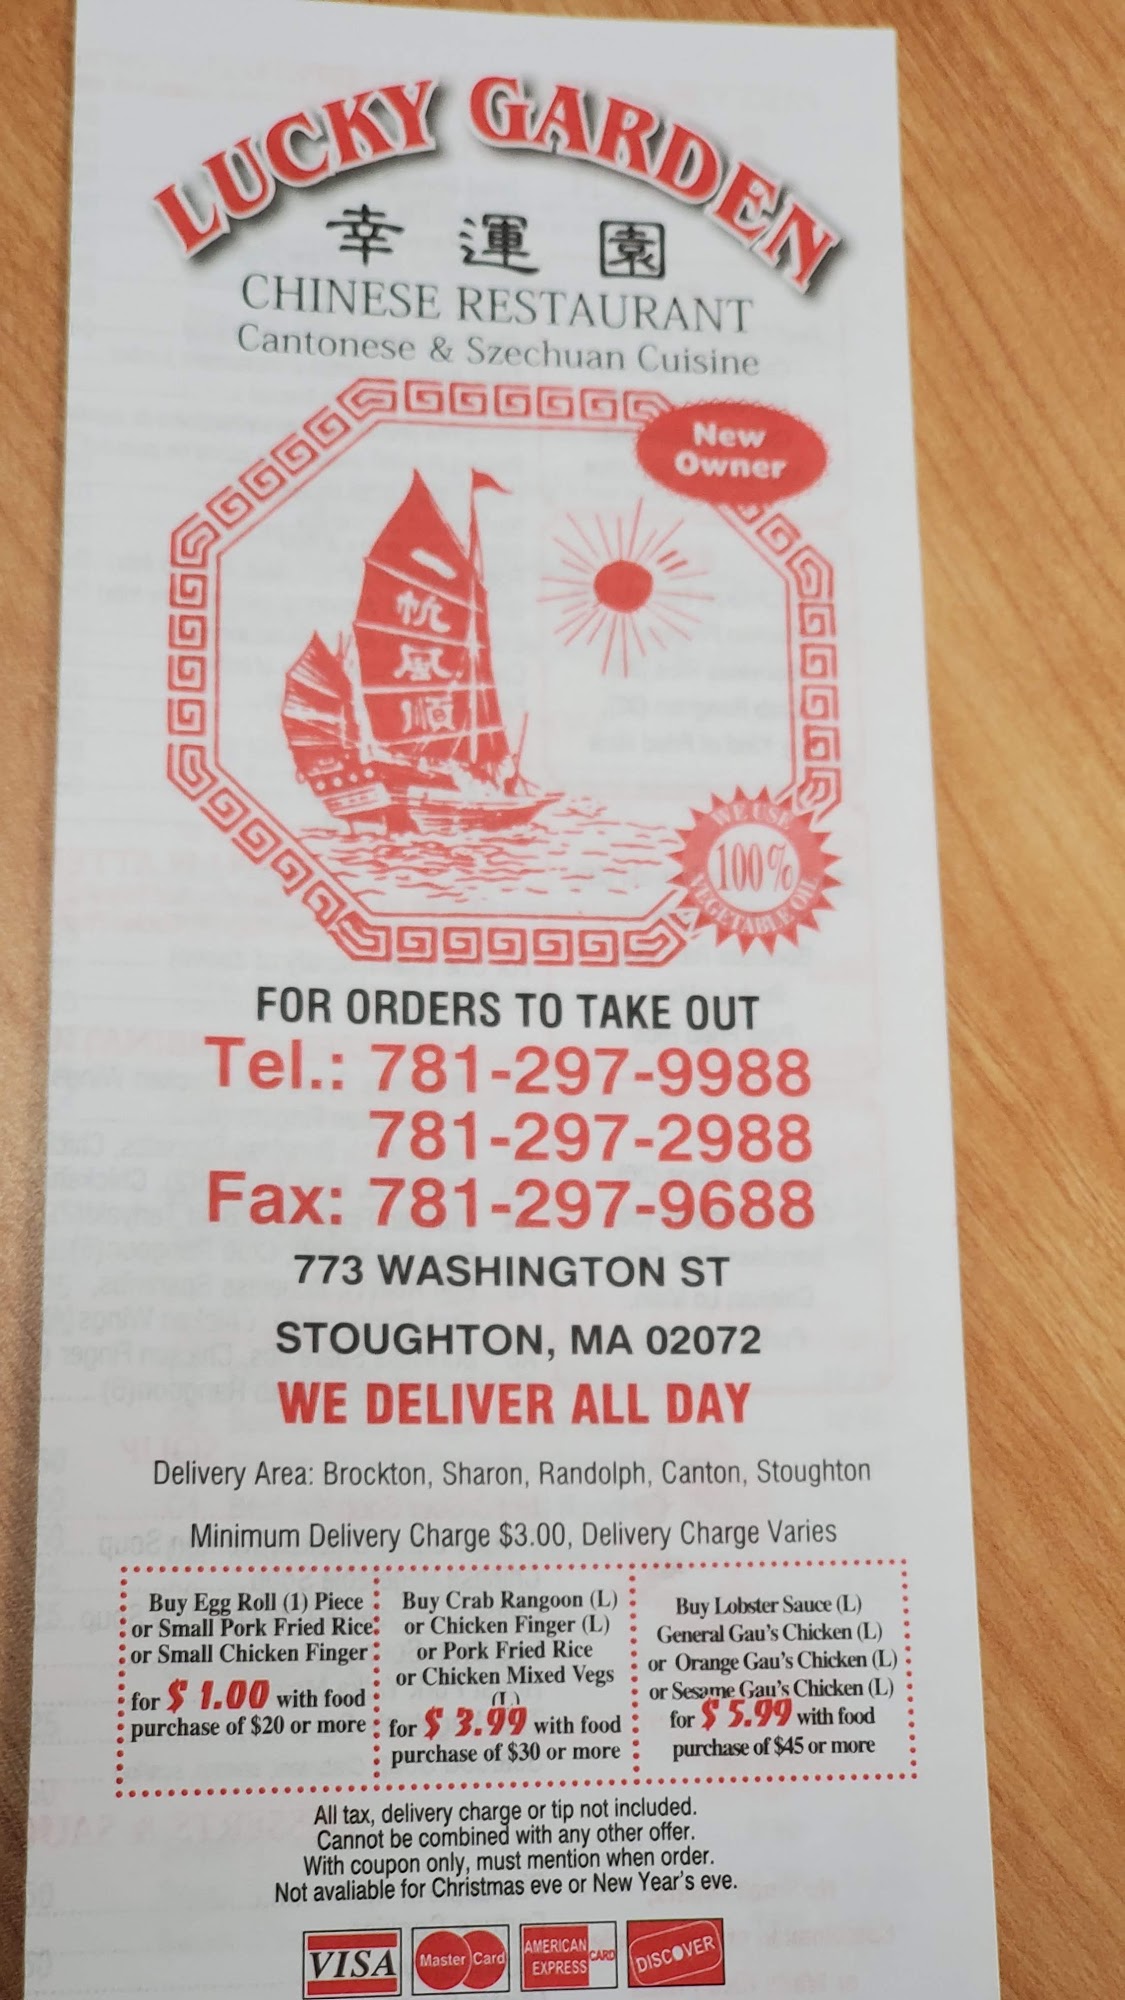 LUCKY GARDEN
幸運園
CHINESE RESTAURANT
Cantonese & Szechuan Cuisine
New
Owner
一
帆
風
順
WE USE
100%
VEGETABLE OIL
FOR ORDERS TO TAKE OUT
Tel.: 781-297-9988
781-297-2988
Fax: 781-297-9688
773 WASHINGTON ST
STOUGHTON, MA 02072
WE DELIVER ALL DAY
Delivery Area: Brockton, Sharon, Randolph, Canton, Stoughton
Minimum Delivery Charge $3.00, Delivery Charge Varies
Buy Egg Roll (1) Piece
or Small Pork Fried Rice
or Small Chicken Finger
for $ 1.00 with food
purchase of $20 or more
Buy Crab Rangoon (L)
or Chicken Finger (L)
or Pork Fried Rice
or Chicken Mixed Vegs
(L)
for $ 3.99 with food
purchase of $30 or more
Buy Lobster Sauce (L)
General Gau's Chicken (L)
or Orange Gau's Chicken (L)
or Sesame Gau's Chicken (L)
for $ 5.99 with food
purchase of $45 or more
All tax, delivery charge or tip not included.
Cannot be combined with any other offer.
With coupon only, must mention when order.
Not avaliable for Christmas eve or New Year's eve.
VISA
Master Card
AMERICAN
EXPRESS
CARD
DISCOVER